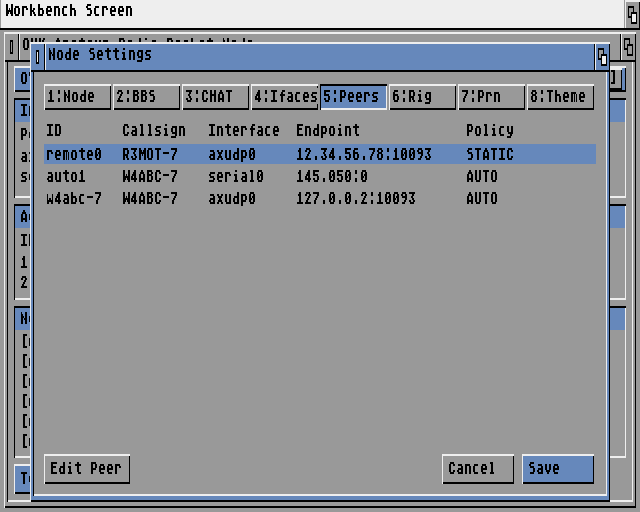 Workbench Screen
Node Settings
1:Node 2:BBS 3:CHAT 4:Ifaces 5:Peers 6:Rig 7:Prn 8:Theme
ID Callsign Interface Endpoint Policy
remote0 R3MOT-7 axudp0 12.34.56.78:10093 STATIC
auto1 W4ABC-7 serial0 145.050:0 AUTO
w4abc-7 W4ABC-7 axudp0 127.0.0.2:10093 AUTO
Edit Peer Cancel Save